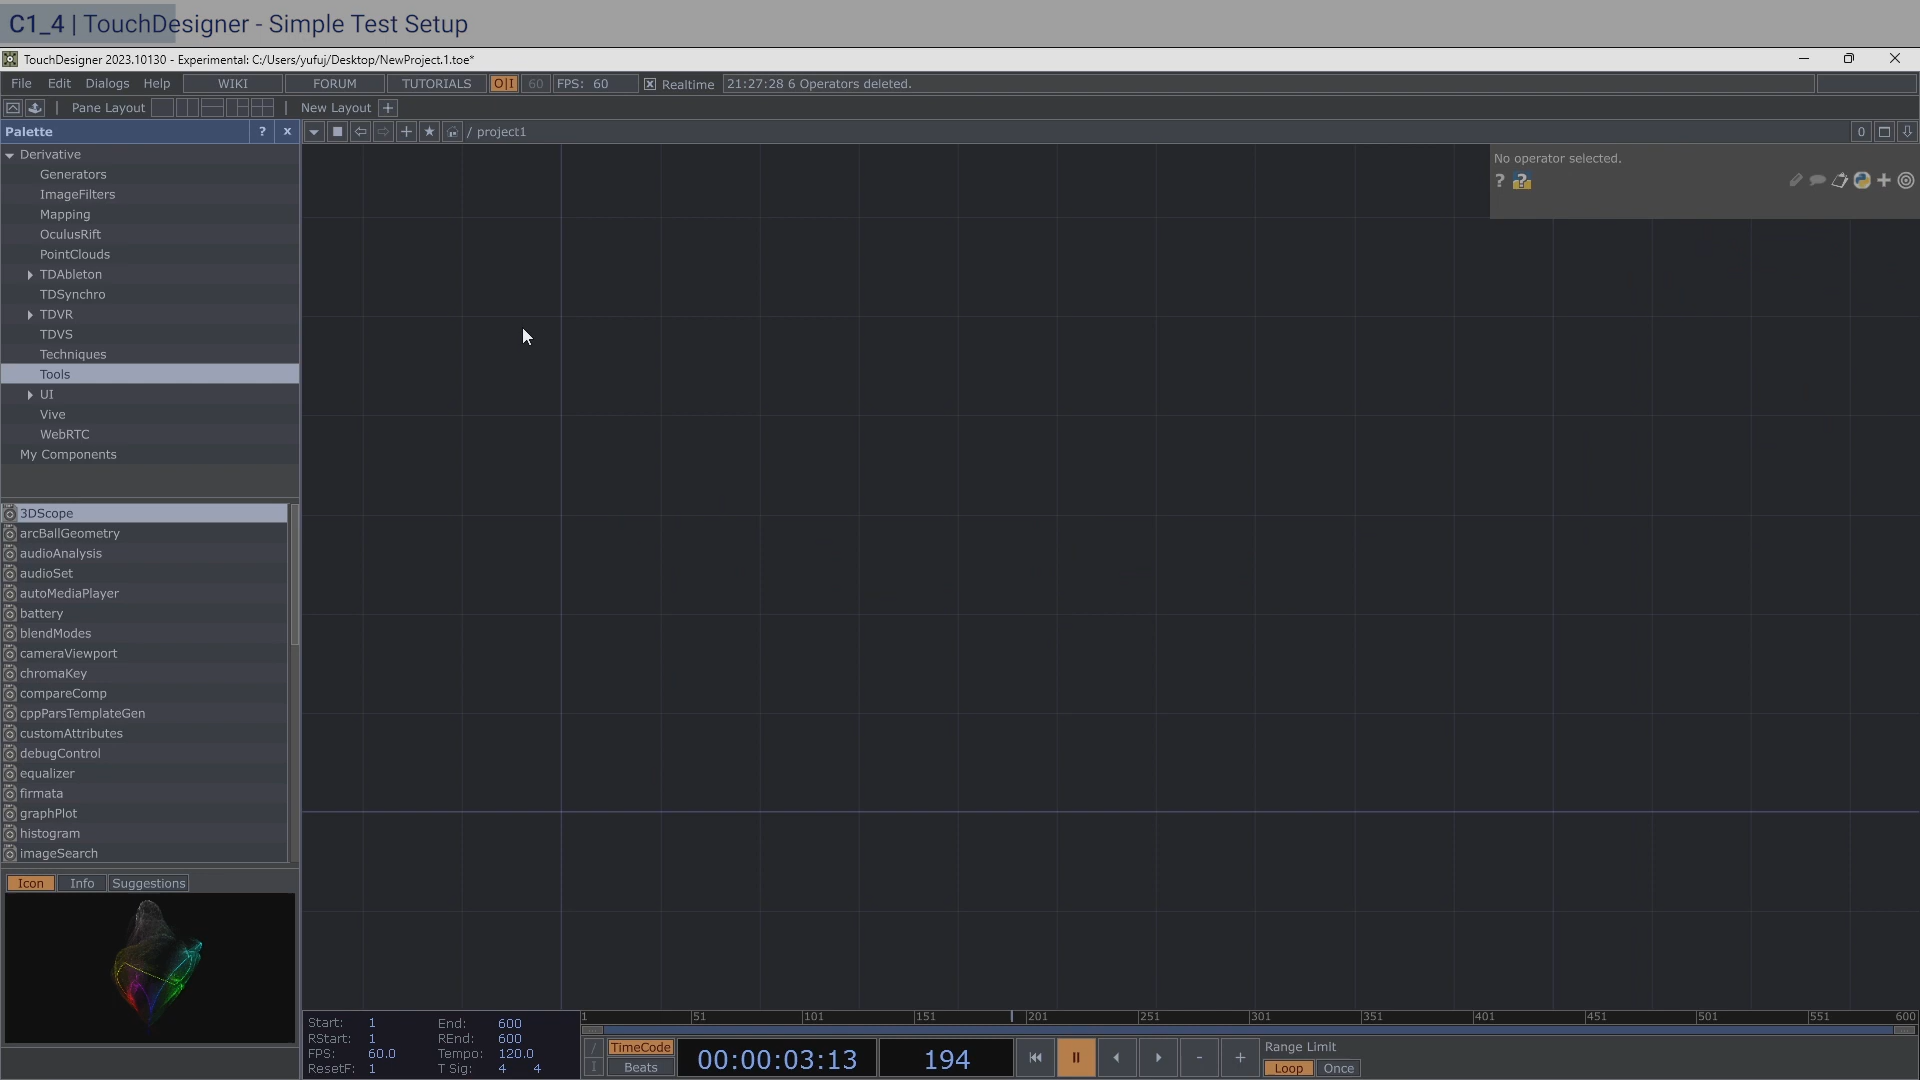 C1_4 | TouchDesigner - Simple Test Setup
TouchDesigner 2023.10130 - Experimental: C:/Users/yufuj/Desktop/NewProject.1.toe*
File Edit Dialogs Help WIKI FORUM TUTORIALS O|I 60 FPS: 60 Realtime 21:27:28 6 Operators deleted.
Pane Layout New Layout +
Palette ? x / project1 0
Derivative
Generators
ImageFilters
Mapping
OculusRift
PointClouds
TDAbleton
TDSynchro
TDVR
TDVS
Techniques
Tools
UI
Vive
WebRTC
My Components
No operator selected.
3DScope
arcBallGeometry
audioAnalysis
audioSet
autoMediaPlayer
battery
blendModes
cameraViewport
chromaKey
compareComp
cppParsTemplateGen
customAttributes
debugControl
equalizer
firmata
graphPlot
histogram
imageSearch
Icon Info Suggestions
1 51 101 151 201 251 301 351 401 451 501 551 600
Start: 1 End: 600
RStart: 1 REnd: 600
FPS: 60.0 Tempo: 120.0
ResetF: 1 T Sig: 4 4
TimeCode
Beats
00:00:03:13 194
- +
Range Limit
Loop Once